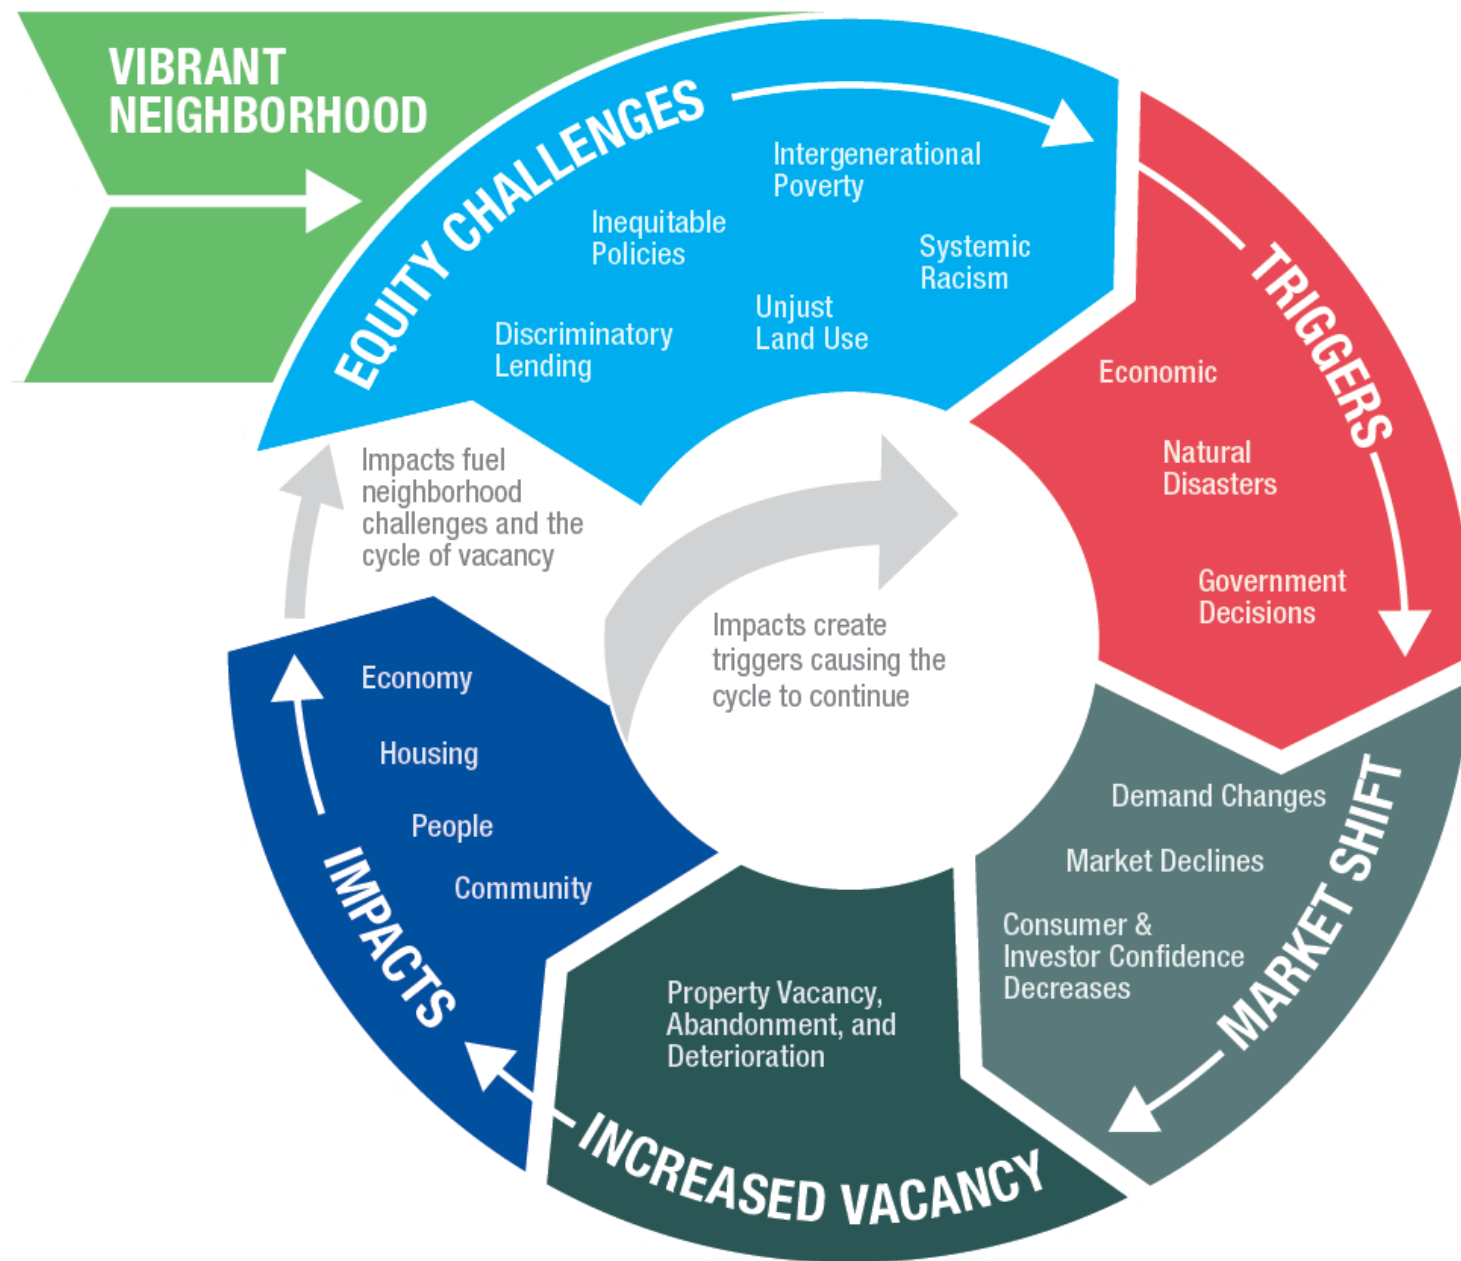 VIBRANT
NEIGHBORHOOD
EQUITY CHALLENGES
Intergenerational
Poverty
Inequitable
Policies
Systemic
Racism
Unjust
Land Use
Discriminatory
Lending
TRIGGERS
Economic
Natural
Disasters
Government
Decisions
MARKET SHIFT
Demand Changes
Market Declines
Consumer &
Investor Confidence
Decreases
INCREASED VACANCY
Property Vacancy,
Abandonment, and
Deterioration
IMPACTS
Economy
Housing
People
Community
Impacts fuel
neighborhood
challenges and the
cycle of vacancy
Impacts create
triggers causing the
cycle to continue